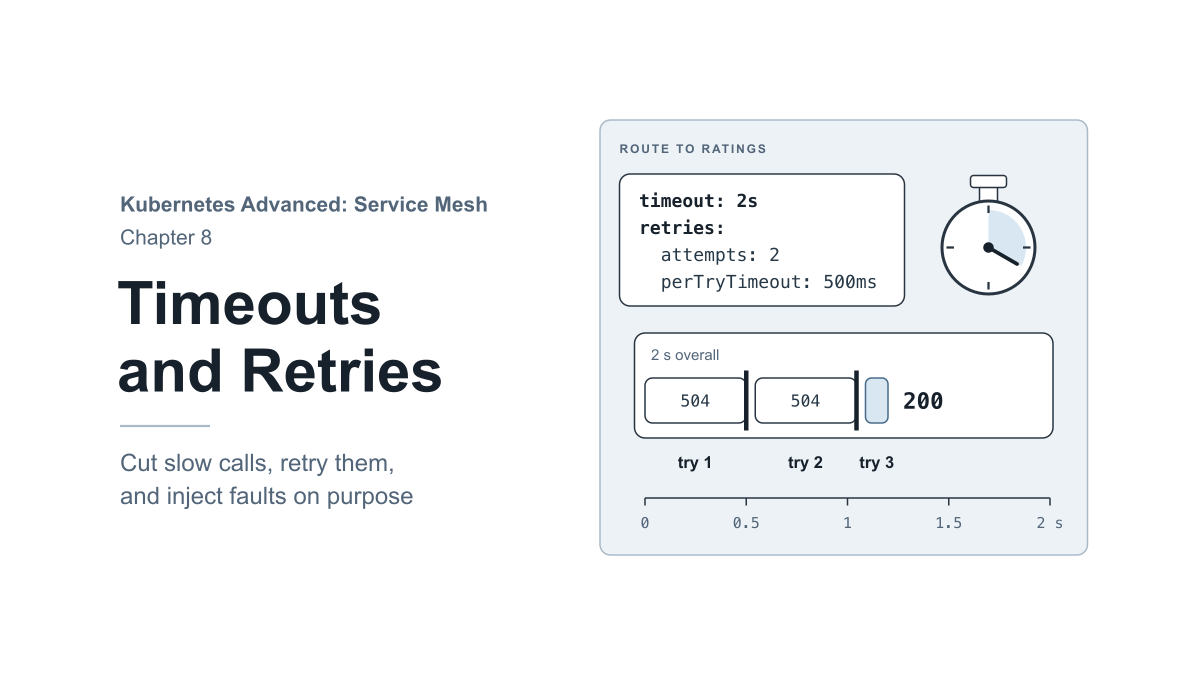 Kubernetes Advanced: Service Mesh
Chapter 8
Timeouts
and Retries
Cut slow calls, retry them,
and inject faults on purpose
ROUTE TO RATINGS
timeout: 2s
retries:
  attempts: 2
  perTryTimeout: 500ms
2 s overall
504 504 200
try 1 try 2 try 3
0 0.5 1 1.5 2 s